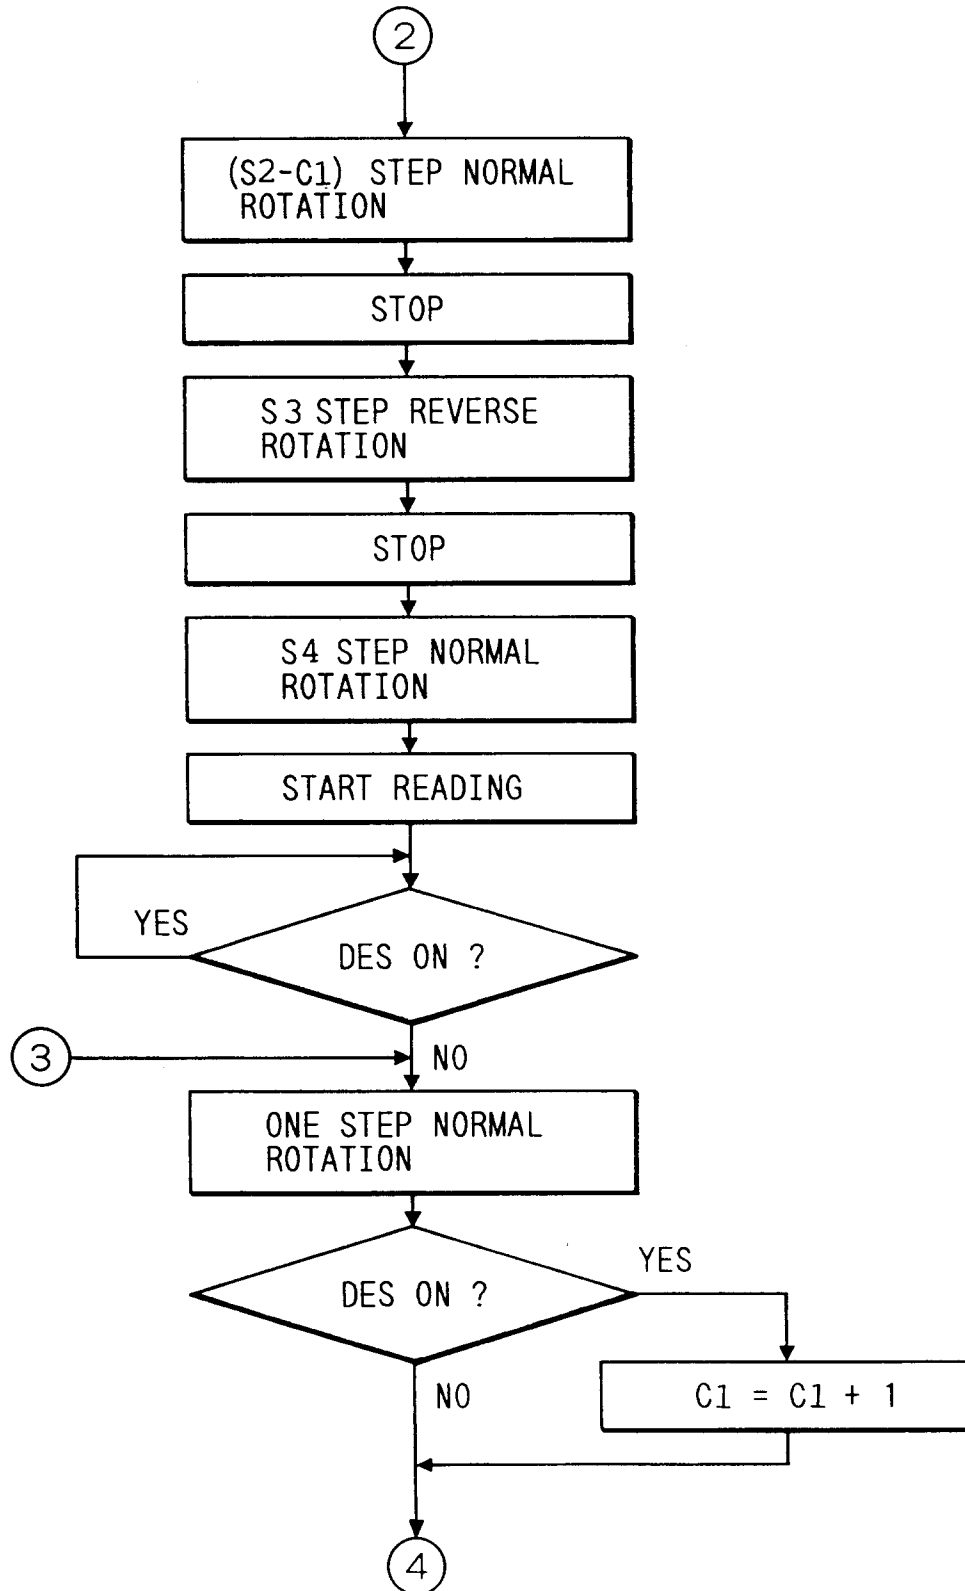 2
(S2-C1) STEP NORMAL
ROTATION
STOP
S3 STEP REVERSE
ROTATION
STOP
S4 STEP NORMAL
ROTATION
START READING
YES
DES ON ?
3
NO
ONE STEP NORMAL
ROTATION
YES
DES ON ?
NO
C1 = C1 + 1
4